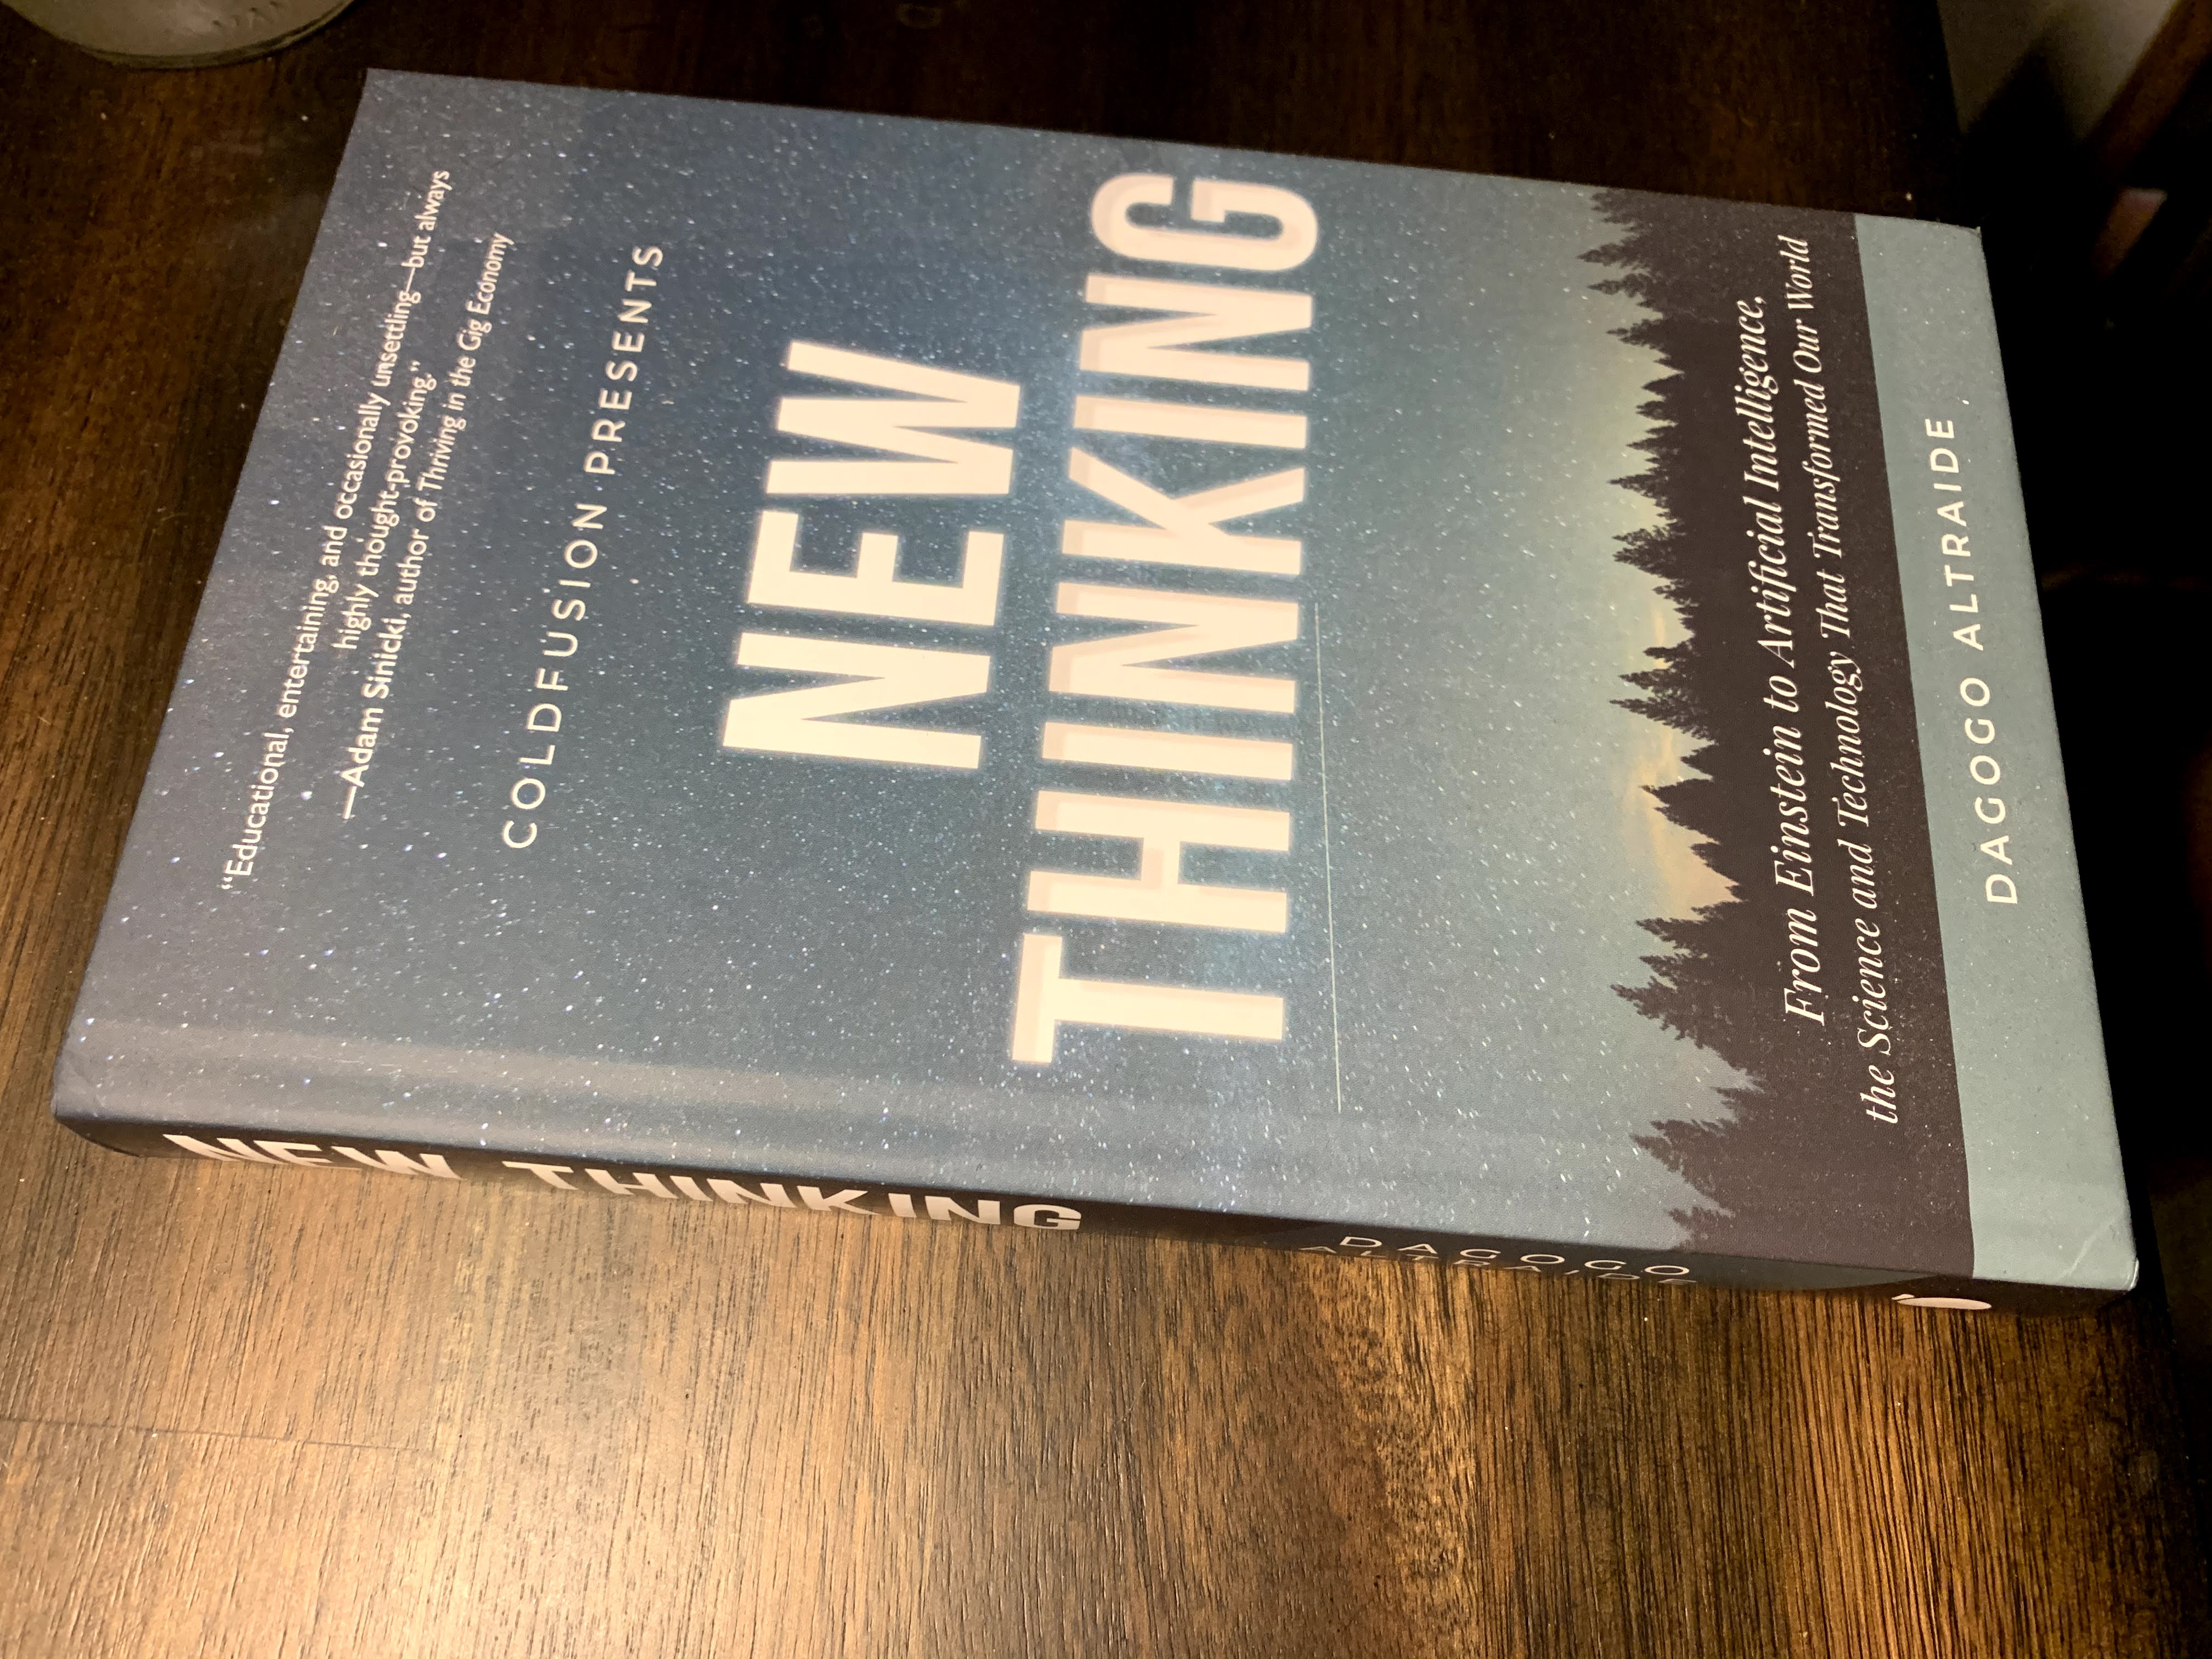 "Educational, entertaining, and occasionally unsettling—but always
highly thought-provoking."
—Adam Sinicki, author of Thriving in the Gig Economy
COLDFUSION PRESENTS
NEW
THINKING
From Einstein to Artificial Intelligence,
the Science and Technology That Transformed Our World
DAGOGO ALTRAIDE
NEW THINKING
DAGOGO
ALTRAIDE